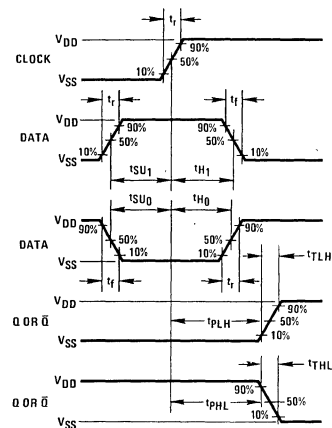 tr
VDD
90%
CLOCK
50%
10%
VSS
tr
tf
VDD
90%
90%
DATA
50%
50%
10%
10%
VSS
tSU1
tH1
tSU0
tH0
VDD
90%
90%
DATA
50%
50%
10%
10%
VSS
tf
tr
tTLH
VDD
90%
Q OR Q̅
tPLH
50%
10%
VSS
tTHL
VDD
90%
Q OR Q̅
tPHL
50%
10%
VSS